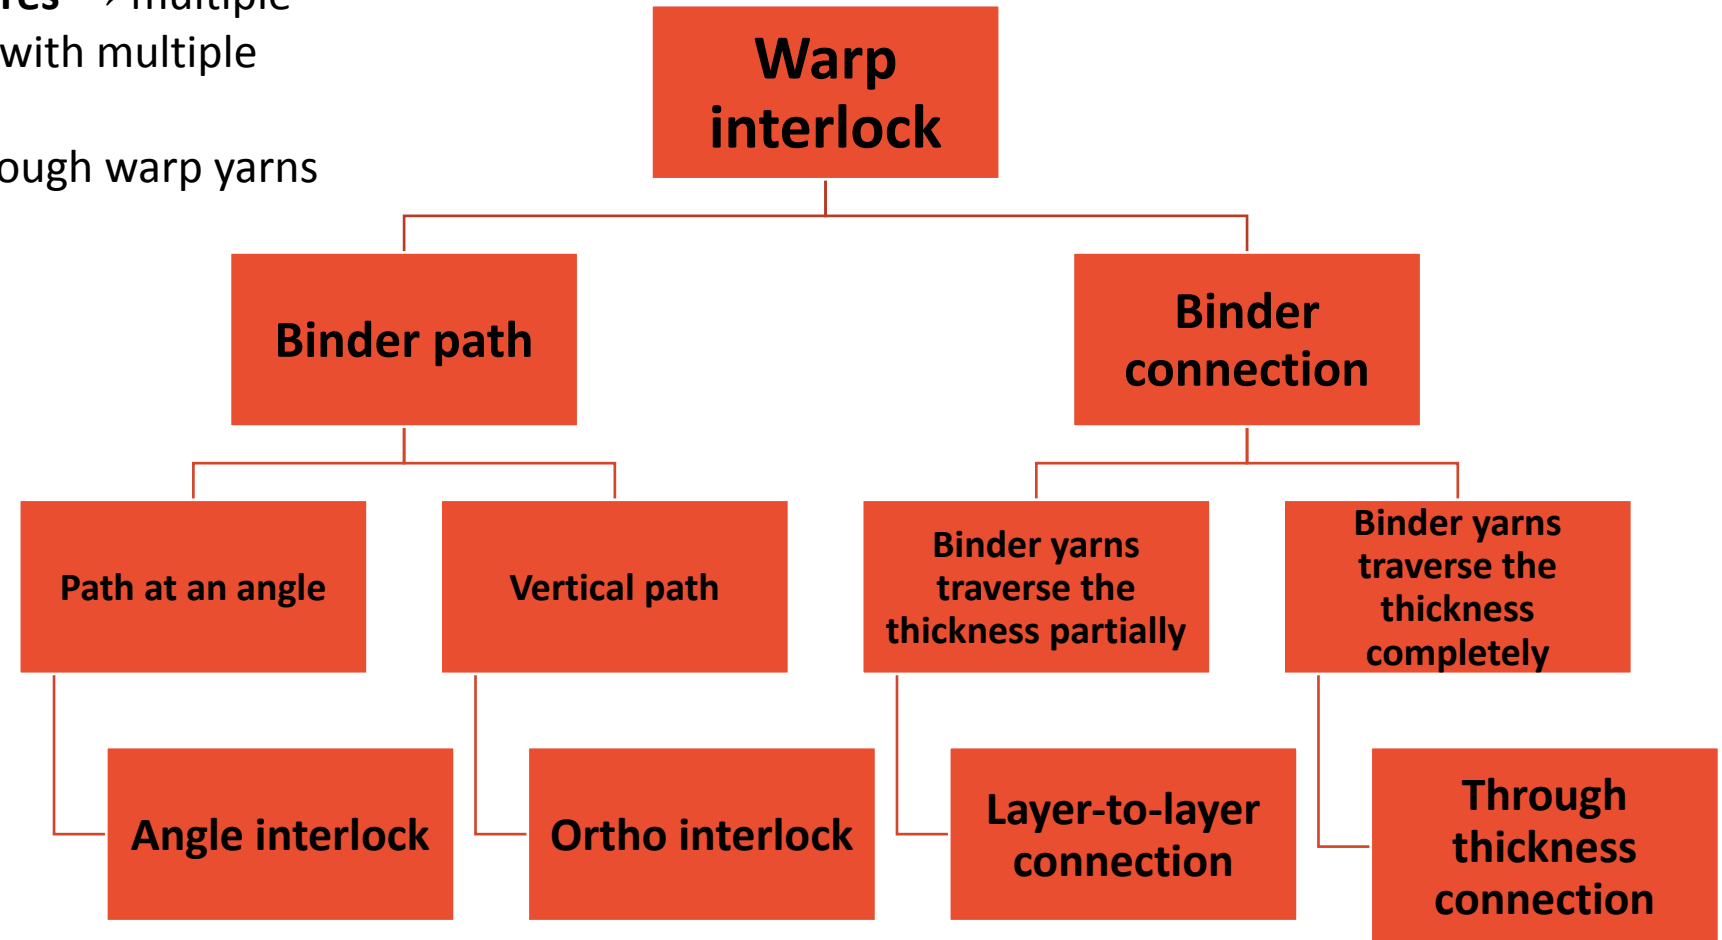 → multiple
with multiple
warp yarns
Warp
interlock
Binder path
Binder
connection
Path at an angle
Vertical path
Binder yarns
traverse the
thickness partially
Binder yarns
traverse the
thickness
completely
Angle interlock
Ortho interlock
Layer-to-layer
connection
Through
thickness
connection